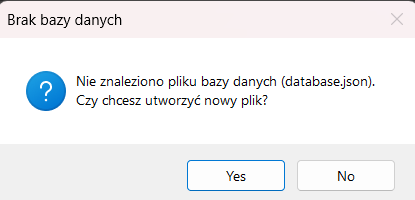 Brak bazy danych
Nie znaleziono pliku bazy danych (database.json).
Czy chcesz utworzyć nowy plik?
Yes
No